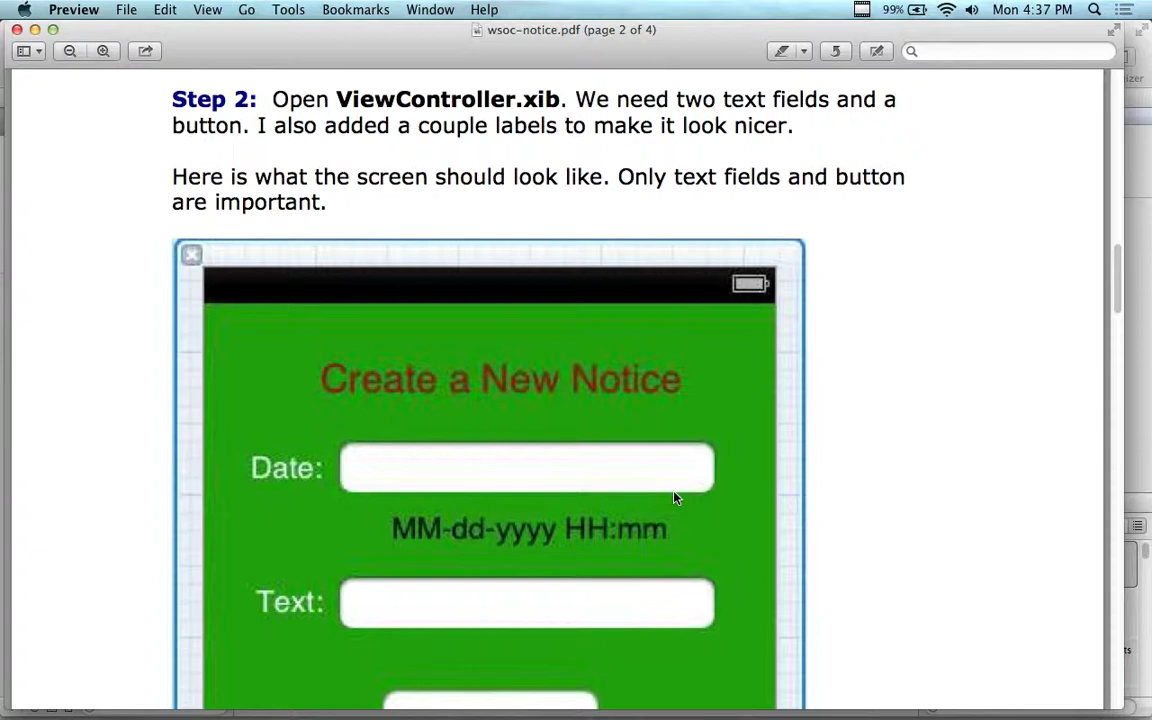 Preview File Edit View Go Tools Bookmarks Window Help 99% Mon 4:37 PM
wsoc-notice.pdf (page 2 of 4)
Step 2: Open ViewController.xib. We need two text fields and a
button. I also added a couple labels to make it look nicer.
Here is what the screen should look like. Only text fields and button
are important.
Create a New Notice
Date:
MM-dd-yyyy HH:mm
Text: